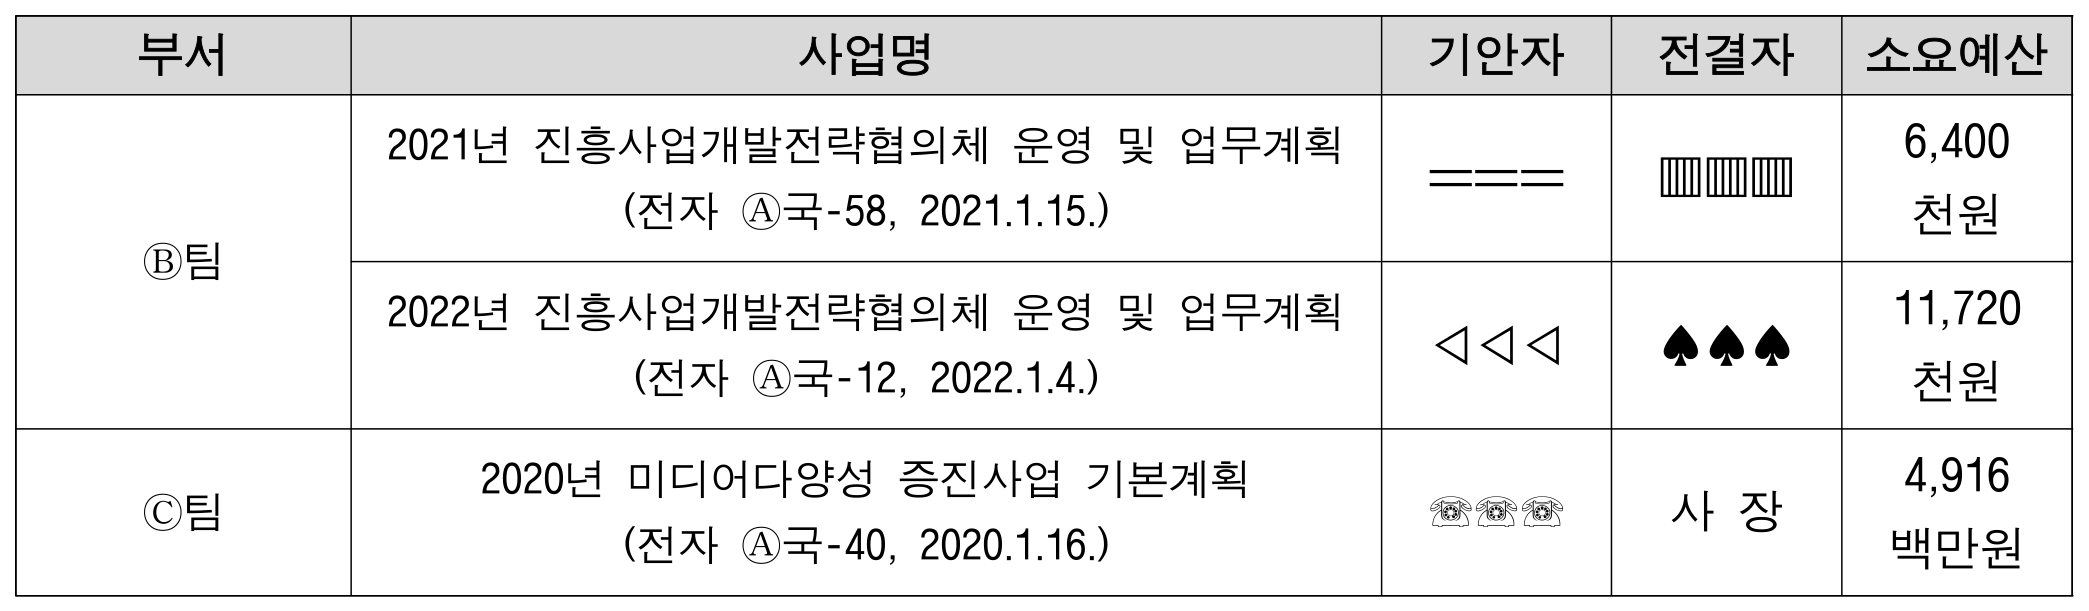 부서 사업명 기안자 전결자 소요예산
Ⓑ팀
2021년 진흥사업개발전략협의체 운영 및 업무계획
(전자 Ⓐ국-58, 2021.1.15.)
===
▥▥▥
6,400
천원
2022년 진흥사업개발전략협의체 운영 및 업무계획
(전자 Ⓐ국-12, 2022.1.4.)
◁◁◁
♠♠♠
11,720
천원
Ⓒ팀
2020년 미디어다양성 증진사업 기본계획
(전자 Ⓐ국-40, 2020.1.16.)
☏☏☏
사 장
4,916
백만원